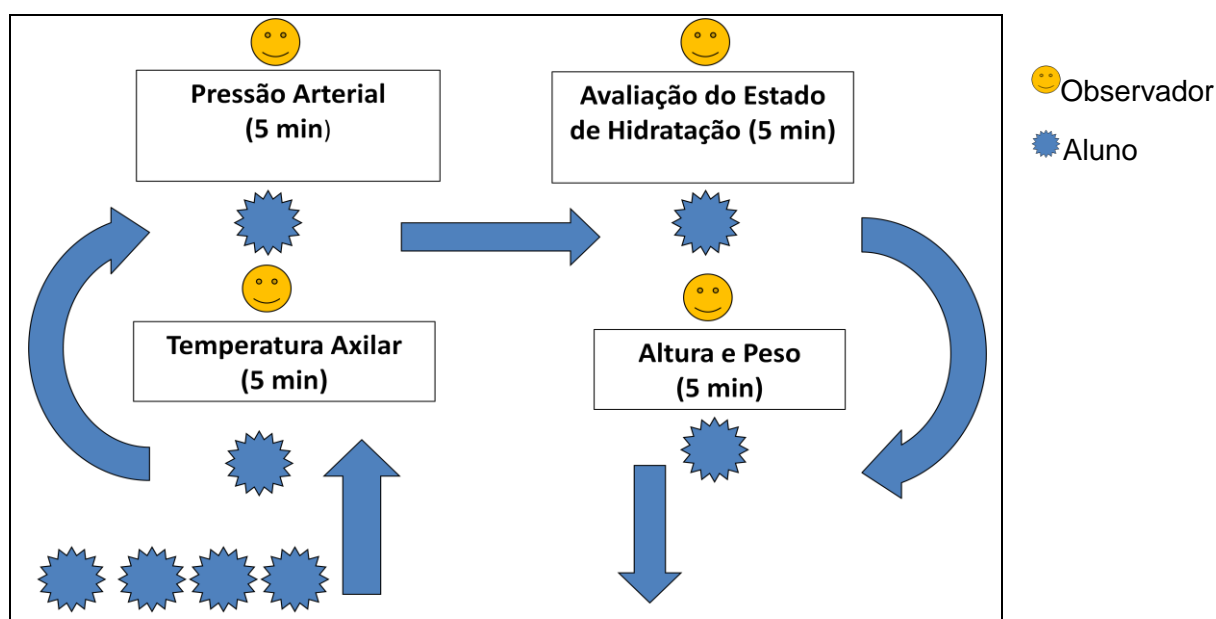 Pressão Arterial
(5 min)
Avaliação do Estado
de Hidratação (5 min)
Observador
Aluno
Temperatura Axilar
(5 min)
Altura e Peso
(5 min)